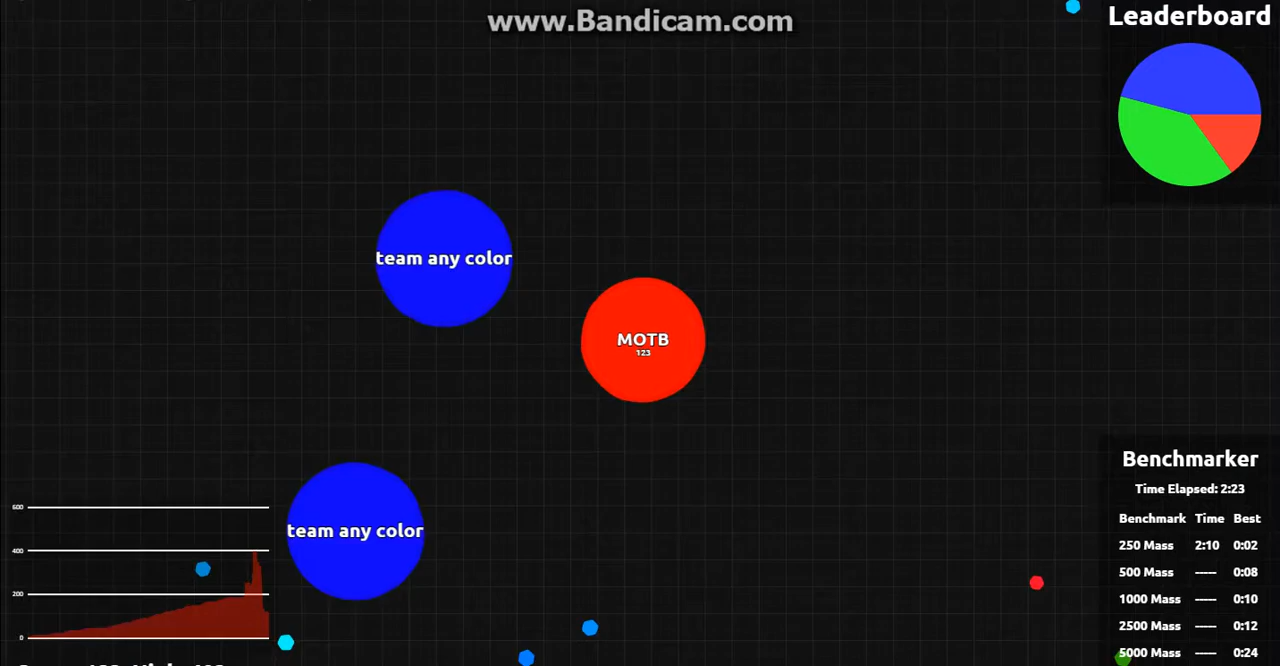 www.Bandicam.com
Leaderboard
team any color
MOTB
123
team any color
600
400
200
0
Benchmarker
Time Elapsed: 2:23
Benchmark Time Best
250 Mass 2:10 0:02
500 Mass ----- 0:08
1000 Mass ----- 0:10
2500 Mass ----- 0:12
5000 Mass ----- 0:24